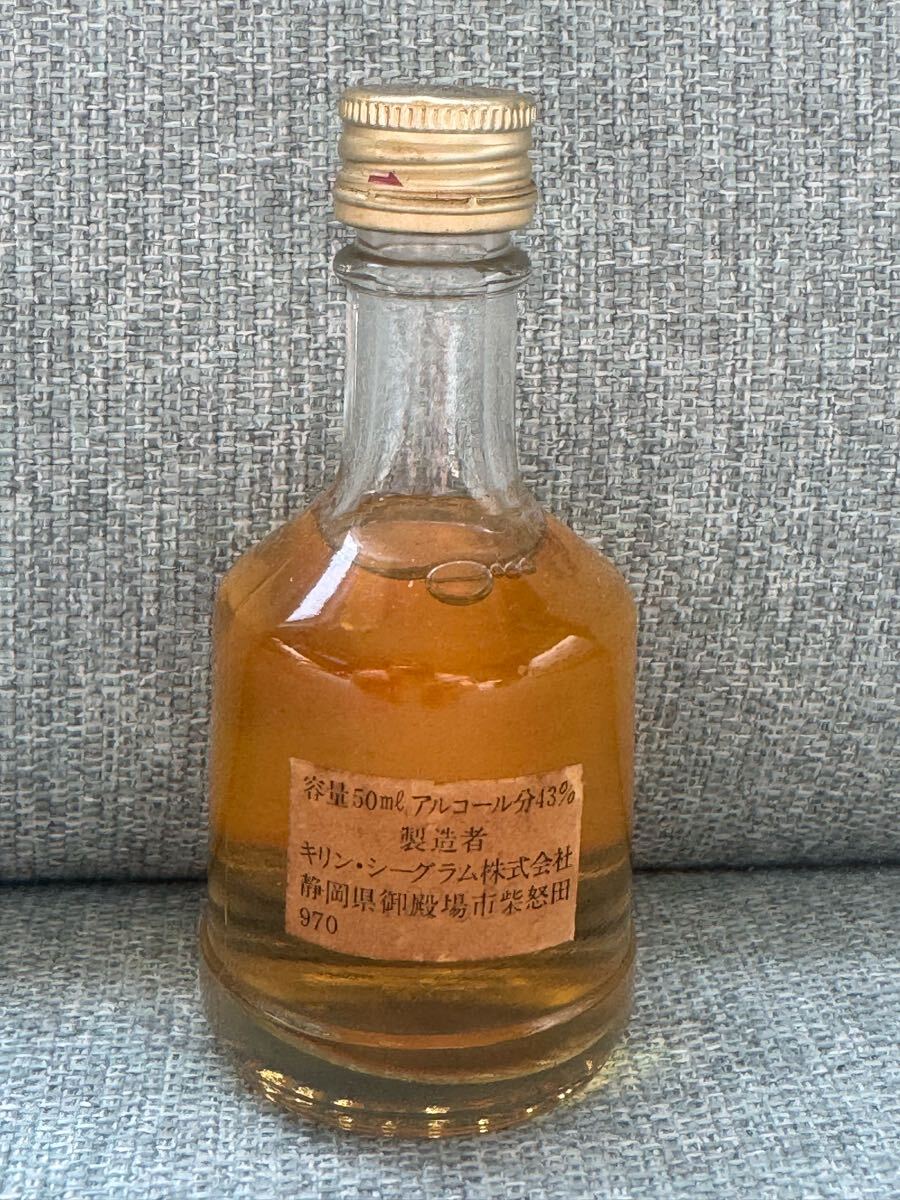 容量50ml アルコール分43%
製造者
キリン・シーグラム株式会社
静岡県御殿場市柴怒田
970